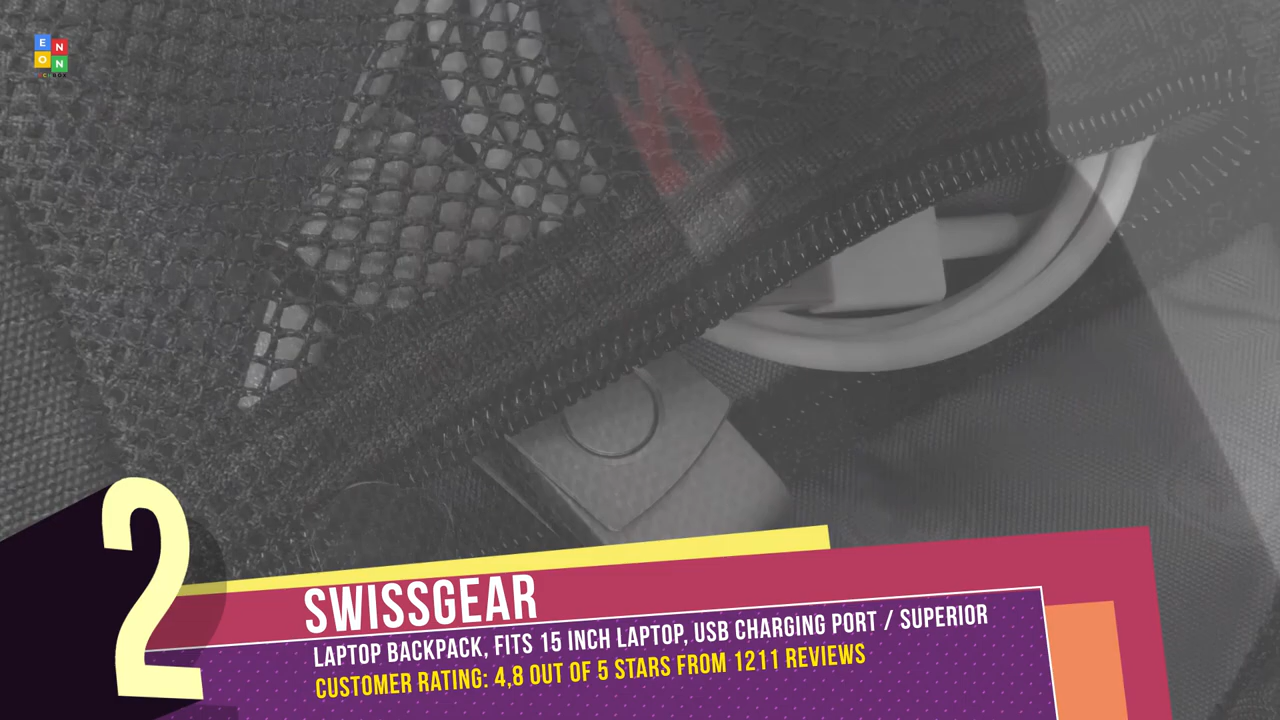 E N
O N
2
SWISSGEAR
LAPTOP BACKPACK, FITS 15 INCH LAPTOP, USB CHARGING PORT / SUPERIOR
CUSTOMER RATING: 4,8 OUT OF 5 STARS FROM 1211 REVIEWS